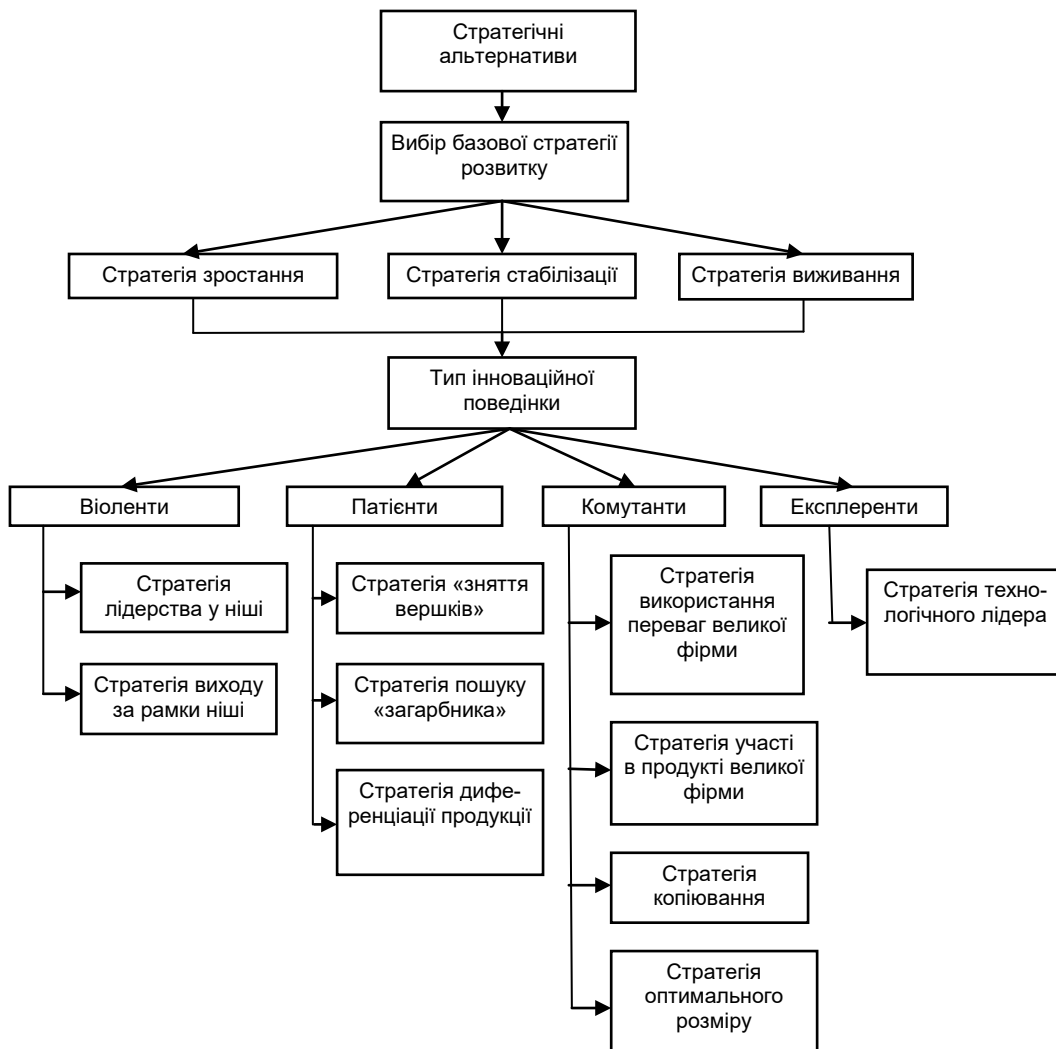 Стратегічні
альтернативи
Вибір базової стратегії
розвитку
Стратегія зростання
Стратегія стабілізації
Стратегія виживання
Тип інноваційної
поведінки
Віоленти
Патієнти
Комутанти
Експлеренти
Стратегія
лідерства у ніші
Стратегія виходу
за рамки ніші
Стратегія «зняття
вершків»
Стратегія пошуку
«загарбника»
Стратегія дифе-
ренціації продукції
Стратегія
використання
переваг великої
фірми
Стратегія участі
в продукті великої
фірми
Стратегія
копіювання
Стратегія
оптимального
розміру
Стратегія техно-
логічного лідера